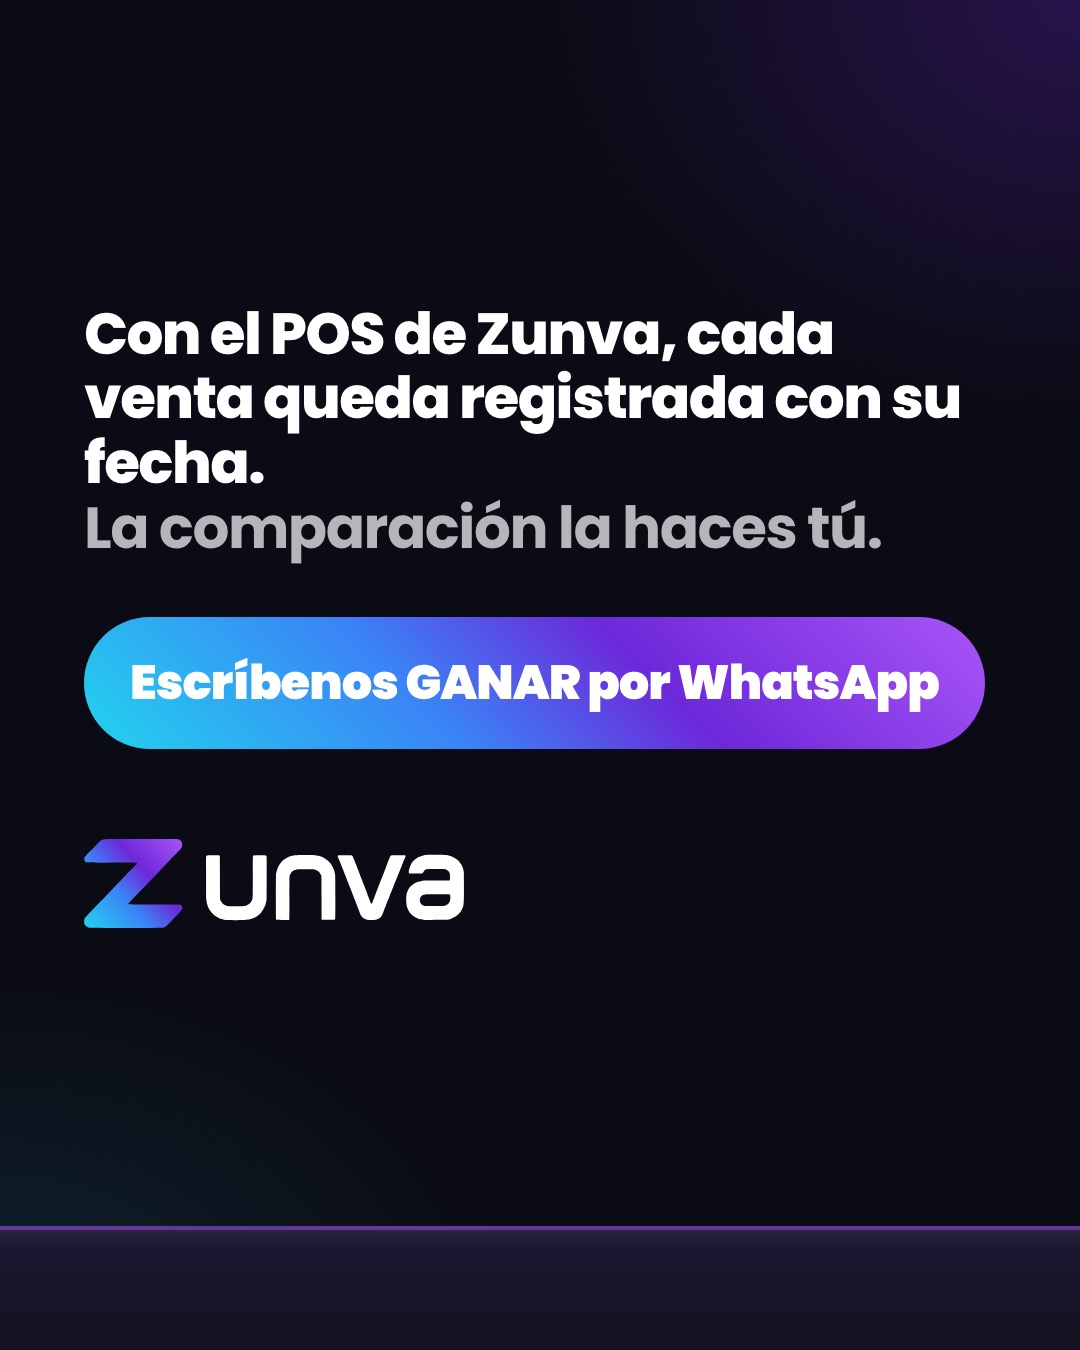 Con el POS de Zunva, cada
venta queda registrada con su
fecha.
La comparación la haces tú.
Escríbenos GANAR por WhatsApp
Zunva